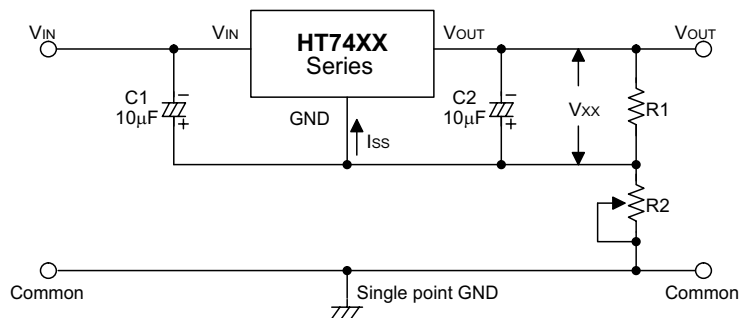 VIN
VIN
HT74XX
Series
VOUT
VOUT
C1
10μF
−
+
GND
ISS
C2
10μF
−
+
VXX
R1
R2
Common
Single point GND
Common